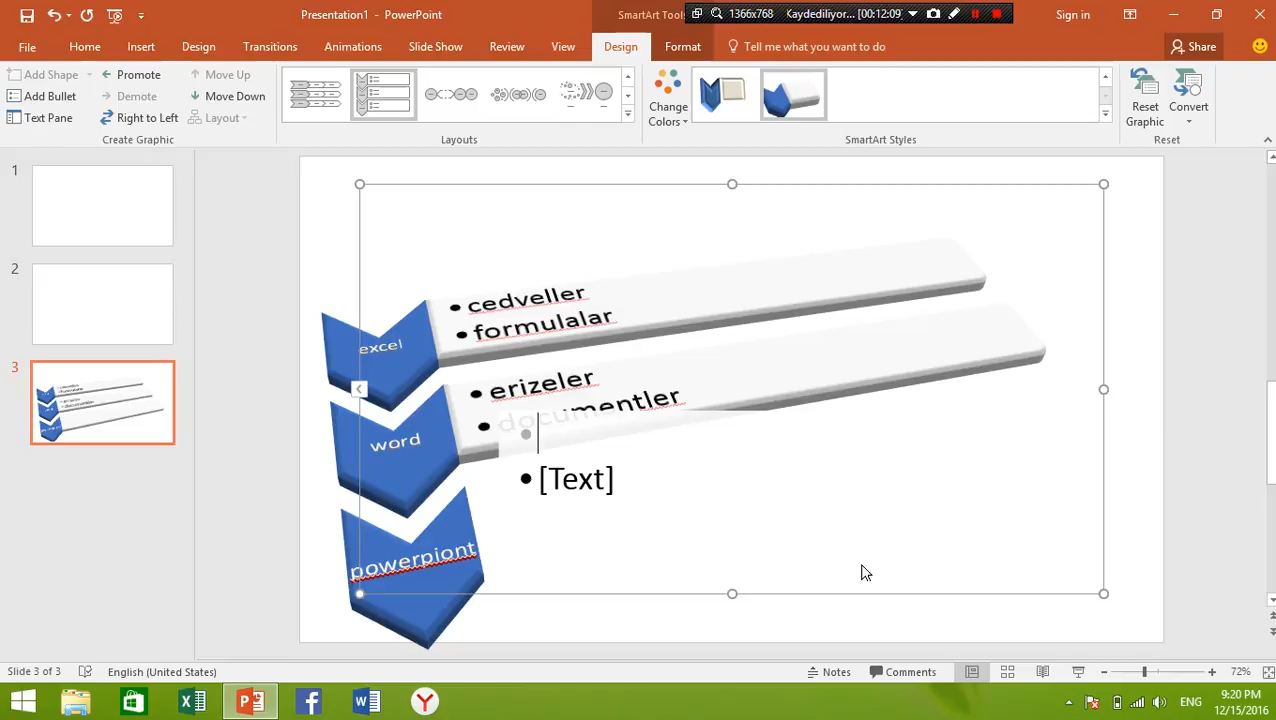 Presentation1 - PowerPoint
SmartArt Tools
1366x768
Kaydediliyor... [00:12:09]
Sign in
File
Home
Insert
Design
Transitions
Animations
Slide Show
Review
View
Design
Format
Tell me what you want to do
Share
Add Shape
Promote
Move Up
Add Bullet
Demote
Move Down
Text Pane
Right to Left
Layout
Create Graphic
Layouts
Change
Colors
SmartArt Styles
Reset
Graphic
Convert
Reset
1
2
3
excel
• cedveller
• formulalar
word
• erizeler
• documentler
powerpiont
•
• [Text]
Slide 3 of 3
English (United States)
Notes
Comments
72%
ENG
9:20 PM
12/15/2016